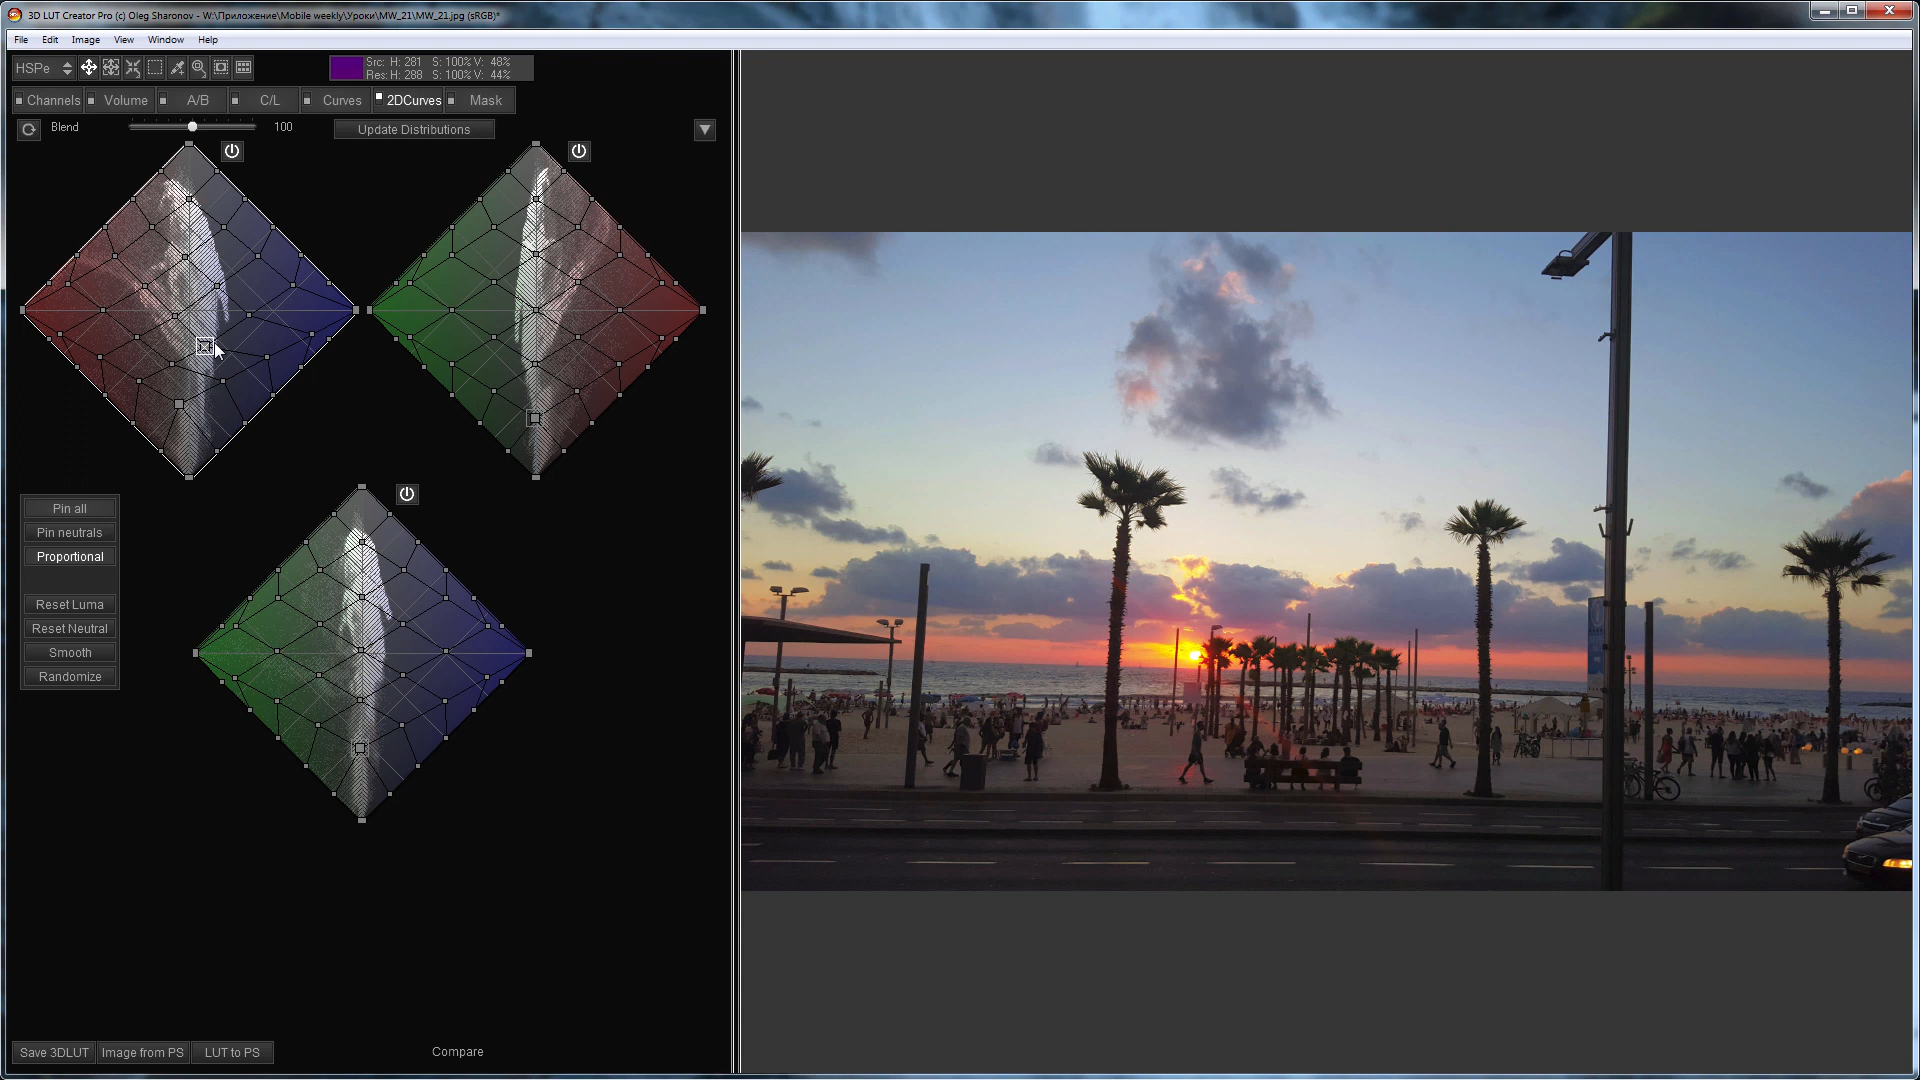 3D LUT Creator Pro (c) Oleg Sharonov - W:\Приложение\Mobile weekly\Уроки\MW_21\MW_21.jpg (sRGB)*
File Edit Image View Window Help
HSPe
Src: H: 281 S: 100% V: 48%
Res: H: 288 S: 100% V: 44%
Channels Volume A/B C/L Curves 2DCurves Mask
Blend 100 Update Distributions
Pin all
Pin neutrals
Proportional
Reset Luma
Reset Neutral
Smooth
Randomize
Save 3DLUT Image from PS LUT to PS Compare